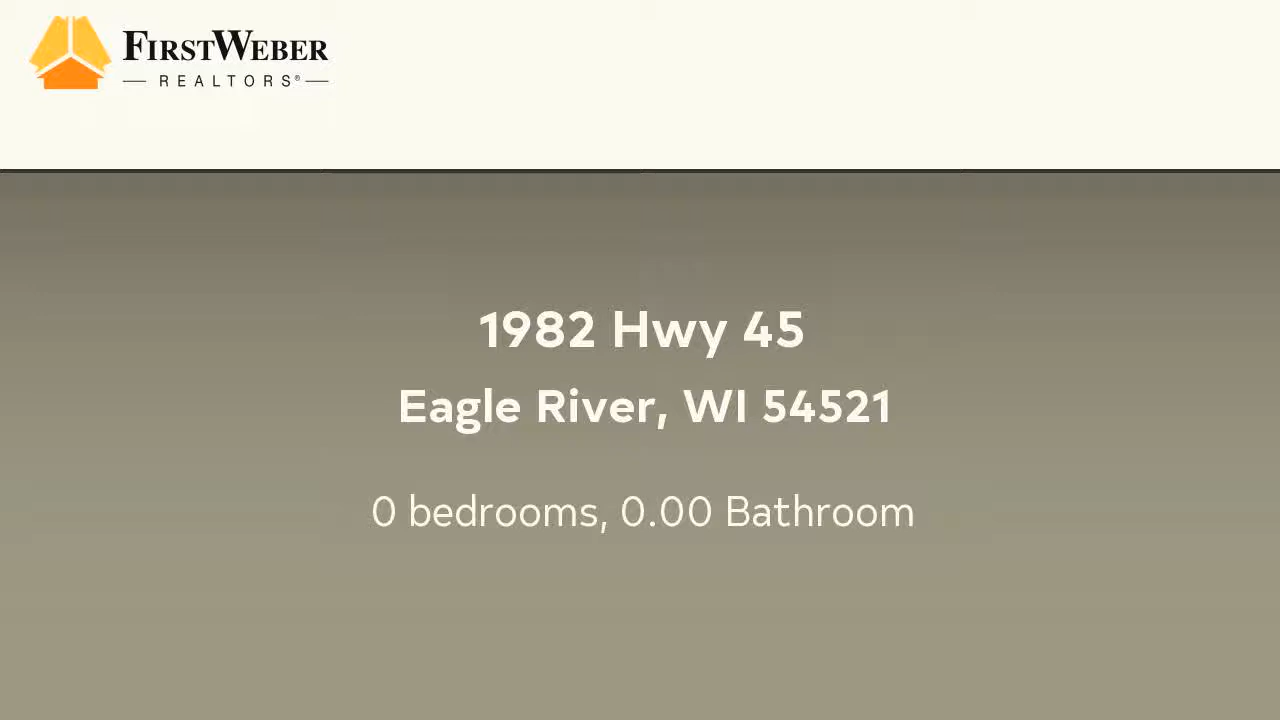 FIRSTWEBER
— REALTORS® —
1982 Hwy 45
Eagle River, WI 54521
0 bedrooms, 0.00 Bathroom